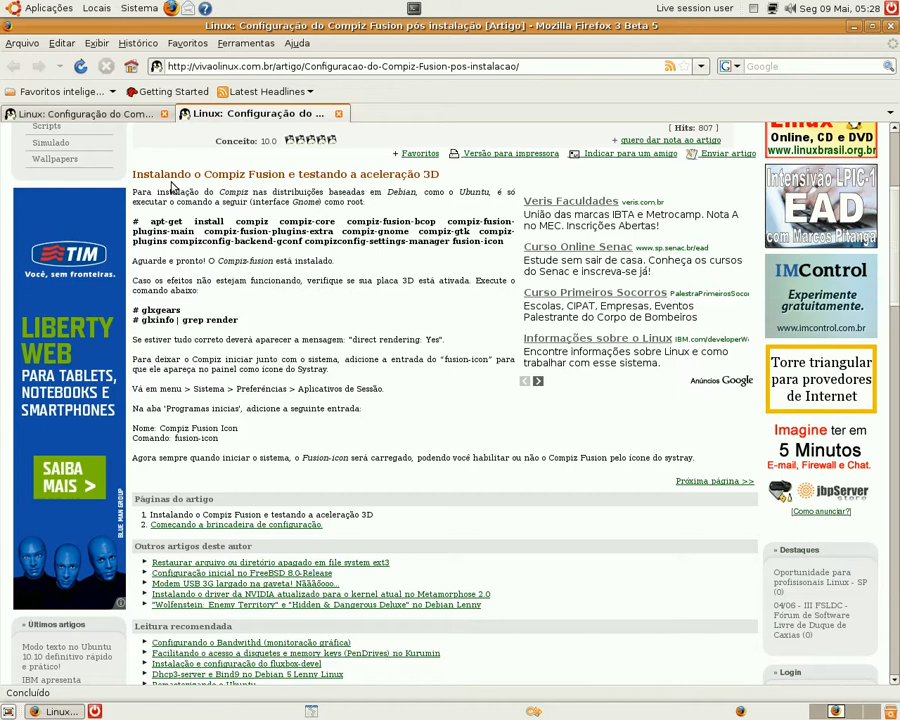 Aplicações Locais Sistema Live session user Seg 09 Mai, 05:28
Linux: Configuração do Compiz Fusion pós instalação [Artigo] - Mozilla Firefox 3 Beta 5
Arquivo Editar Exibir Histórico Favoritos Ferramentas Ajuda
http://vivaolinux.com.br/artigo/Configuracao-do-Compiz-Fusion-pos-instalacao/ Google
Favoritos intelige... Getting Started Latest Headlines
Linux: Configuração do Com... Linux: Configuração do ...
Scripts
Simulado
Wallpapers
[ Hits: 807 ]
Conceito: 10.0 + quero dar nota ao artigo
+ Favoritos Versão para impressora Indicar para um amigo Enviar artigo
Instalando o Compiz Fusion e testando a aceleração 3D
Para instalação do Compiz nas distribuições baseadas em Debian, como o Ubuntu, é só
executar o comando a seguir (interface Gnome) como root:
# apt-get install compiz compiz-core compiz-fusion-bcop compiz-fusion-
plugins-main compiz-fusion-plugins-extra compiz-gnome compiz-gtk compiz-
plugins compizconfig-backend-gconf compizconfig-settings-manager fusion-icon
Aguarde e pronto! O Compiz-fusion está instalado.
Caso os efeitos não estejam funcionando, verifique se sua placa 3D está ativada. Execute o
comando abaixo:
# glxgears
# glxinfo | grep render
Se estiver tudo correto deverá aparecer a mensagem: "direct rendering: Yes".
Para deixar o Compiz iniciar junto com o sistema, adicione a entrada do “fusion-icon” para
que ele apareça no painel como ícone do Systray.
Vá em menu > Sistema > Preferências > Aplicativos de Sessão.
Na aba 'Programas inicias', adicione a seguinte entrada:
Nome: Compiz Fusion Icon
Comando: fusion-icon
Agora sempre quando iniciar o sistema, o Fusion-icon será carregado, podendo você habilitar ou não o Compiz Fusion pelo ícone do systray.
Próxima página >>
Veris Faculdades veris.com.br
União das marcas IBTA e Metrocamp. Nota A
no MEC. Inscrições Abertas!
Curso Online Senac www.sp.senac.br/ead
Estude sem sair de casa. Conheça os cursos
do Senac e inscreva-se já!
Curso Primeiros Socorros PalestraPrimeirosSocor
Escolas, CIPAT, Empresas, Eventos
Palestrante do Corpo de Bombeiros
Informações sobre o Linux IBM.com/developerW
Encontre informações sobre Linux e como
trabalhar com esse sistema.
Anúncios Google
Páginas do artigo
1. Instalando o Compiz Fusion e testando a aceleração 3D
2. Começando a brincadeira de configuração.
Outros artigos deste autor
Restaurar arquivo ou diretório apagado em file system ext3
Configuração inicial no FreeBSD 8.0-Release
Modem USB 3G largado na gaveta! Nããããoooo...
Instalando o driver da NVIDIA atualizado para o kernel atual no Metamorphose 2.0
"Wolfenstein: Enemy Territory" e "Hidden & Dangerous Deluxe" no Debian Lenny
Leitura recomendada
Configurando o Bandwithd (monitoração gráfica)
Facilitando o acesso a disquetes e memory keys (PenDrives) no Kurumin
Instalação e configuração do fluxbox-devel
Dhcp3-server e Bind9 no Debian 5 Lenny Linux
TIM
Você, sem fronteiras.
LIBERTY
WEB
PARA TABLETS,
NOTEBOOKS E
SMARTPHONES
SAIBA
MAIS >
BLUE MAN GROUP
» Últimos artigos
Modo texto no Ubuntu
10.10 definitivo rápido
e prático!
IBM apresenta
Linux
Online, CD e DVD
www.linuxbrasil.org.br
Intensivão LPIC-1
EAD
com Marcos Pitanga
IMControl
Experimente
gratuitamente.
www.imcontrol.com.br
Torre triangular
para provedores
de Internet
Imagine ter em
5 Minutos
E-mail, Firewall e Chat.
jbpServer
store
[Como anunciar?]
» Destaques
Oportunidade para
profisisonais Linux - SP
(0)
04/06 - III FSLDC -
Fórum de Software
Livre de Duque de
Caxias (0)
» Login
Concluído
Linux...